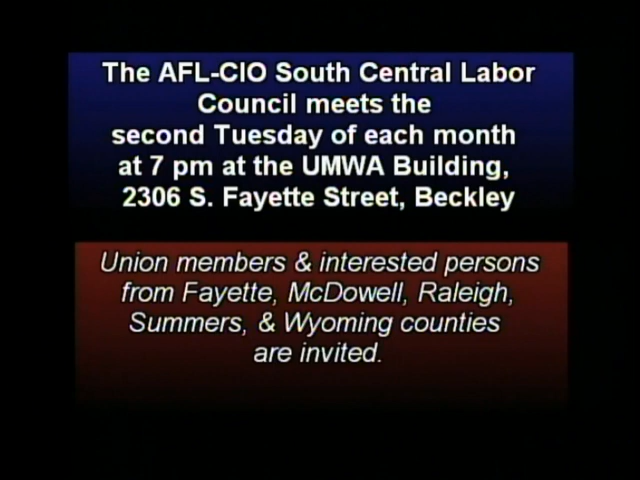 The AFL-CIO South Central Labor
Council meets the
second Tuesday of each month
at 7 pm at the UMWA Building,
2306 S. Fayette Street, Beckley
Union members & interested persons
from Fayette, McDowell, Raleigh,
Summers, & Wyoming counties
are invited.